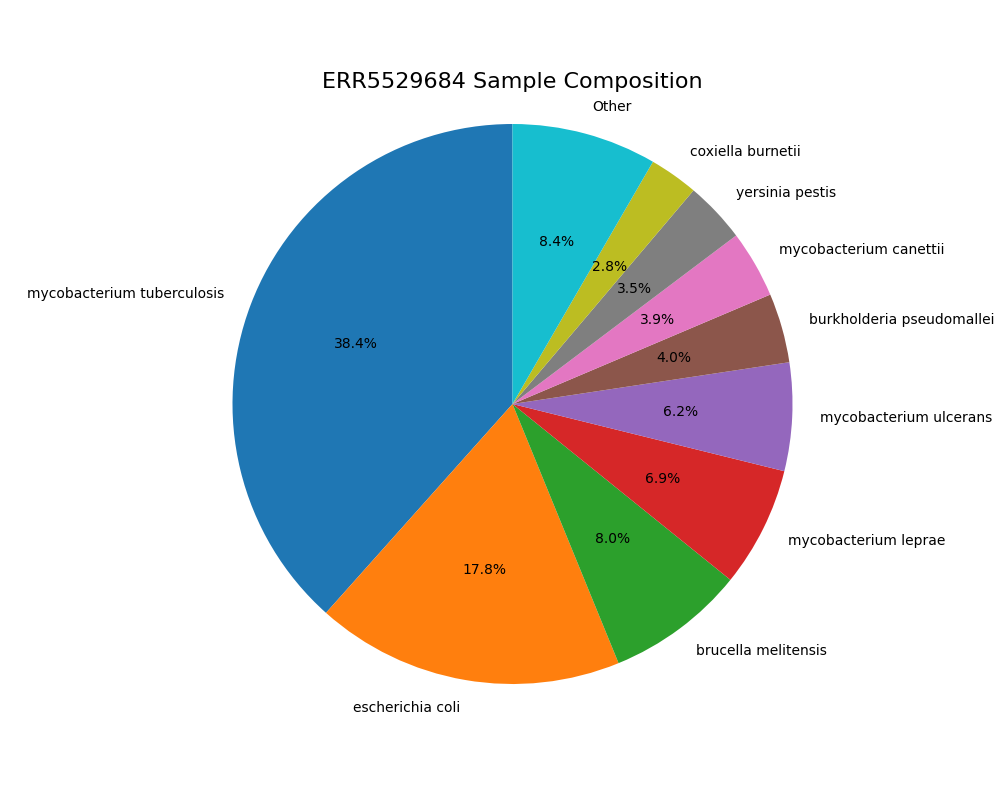 ERR5529684 Sample Composition
Other
coxiella burnetii
yersinia pestis
mycobacterium canettii
burkholderia pseudomallei
mycobacterium ulcerans
mycobacterium leprae
brucella melitensis
escherichia coli
mycobacterium tuberculosis
8.4%
2.8%
3.5%
3.9%
4.0%
6.2%
6.9%
8.0%
17.8%
38.4%